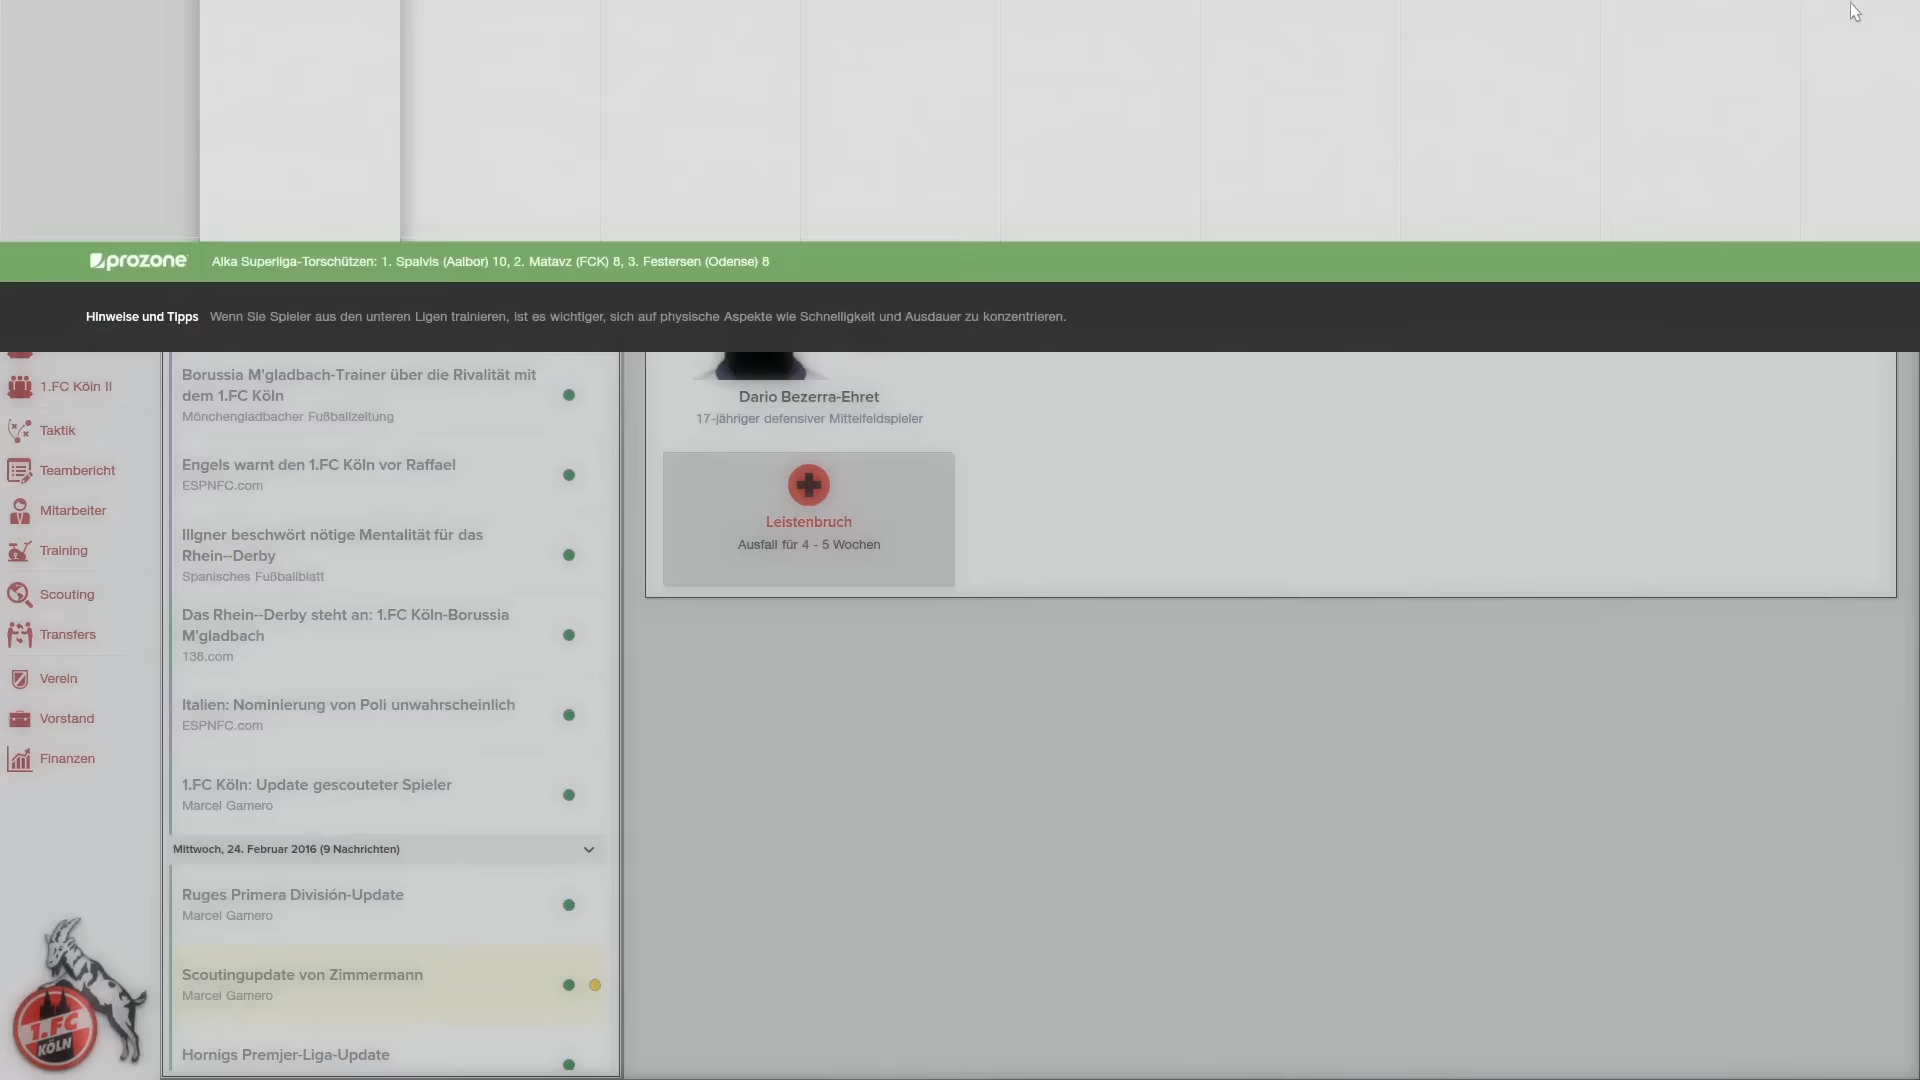 prozone Alka Superliga-Torschützen: 1. Spalvis (Aalbor) 10, 2. Matavz (FCK) 8, 3. Festersen (Odense) 8
Hinweise und Tipps Wenn Sie Spieler aus den unteren Ligen trainieren, ist es wichtiger, sich auf physische Aspekte wie Schnelligkeit und Ausdauer zu konzentrieren.
1.FC Köln II
Taktik
Teambericht
Mitarbeiter
Training
Scouting
Transfers
Verein
Vorstand
Finanzen
1.FC
KÖLN
Borussia M'gladbach-Trainer über die Rivalität mit
dem 1.FC Köln
Mönchengladbacher Fußballzeitung
Engels warnt den 1.FC Köln vor Raffael
ESPNFC.com
Illgner beschwört nötige Mentalität für das
Rhein--Derby
Spanisches Fußballblatt
Das Rhein--Derby steht an: 1.FC Köln-Borussia
M'gladbach
138.com
Italien: Nominierung von Poli unwahrscheinlich
ESPNFC.com
1.FC Köln: Update gescouteter Spieler
Marcel Gamero
Mittwoch, 24. Februar 2016 (9 Nachrichten)
Ruges Primera División-Update
Marcel Gamero
Scoutingupdate von Zimmermann
Marcel Gamero
Hornigs Premjer-Liga-Update
Dario Bezerra-Ehret
17-jähriger defensiver Mittelfeldspieler
Leistenbruch
Ausfall für 4 - 5 Wochen